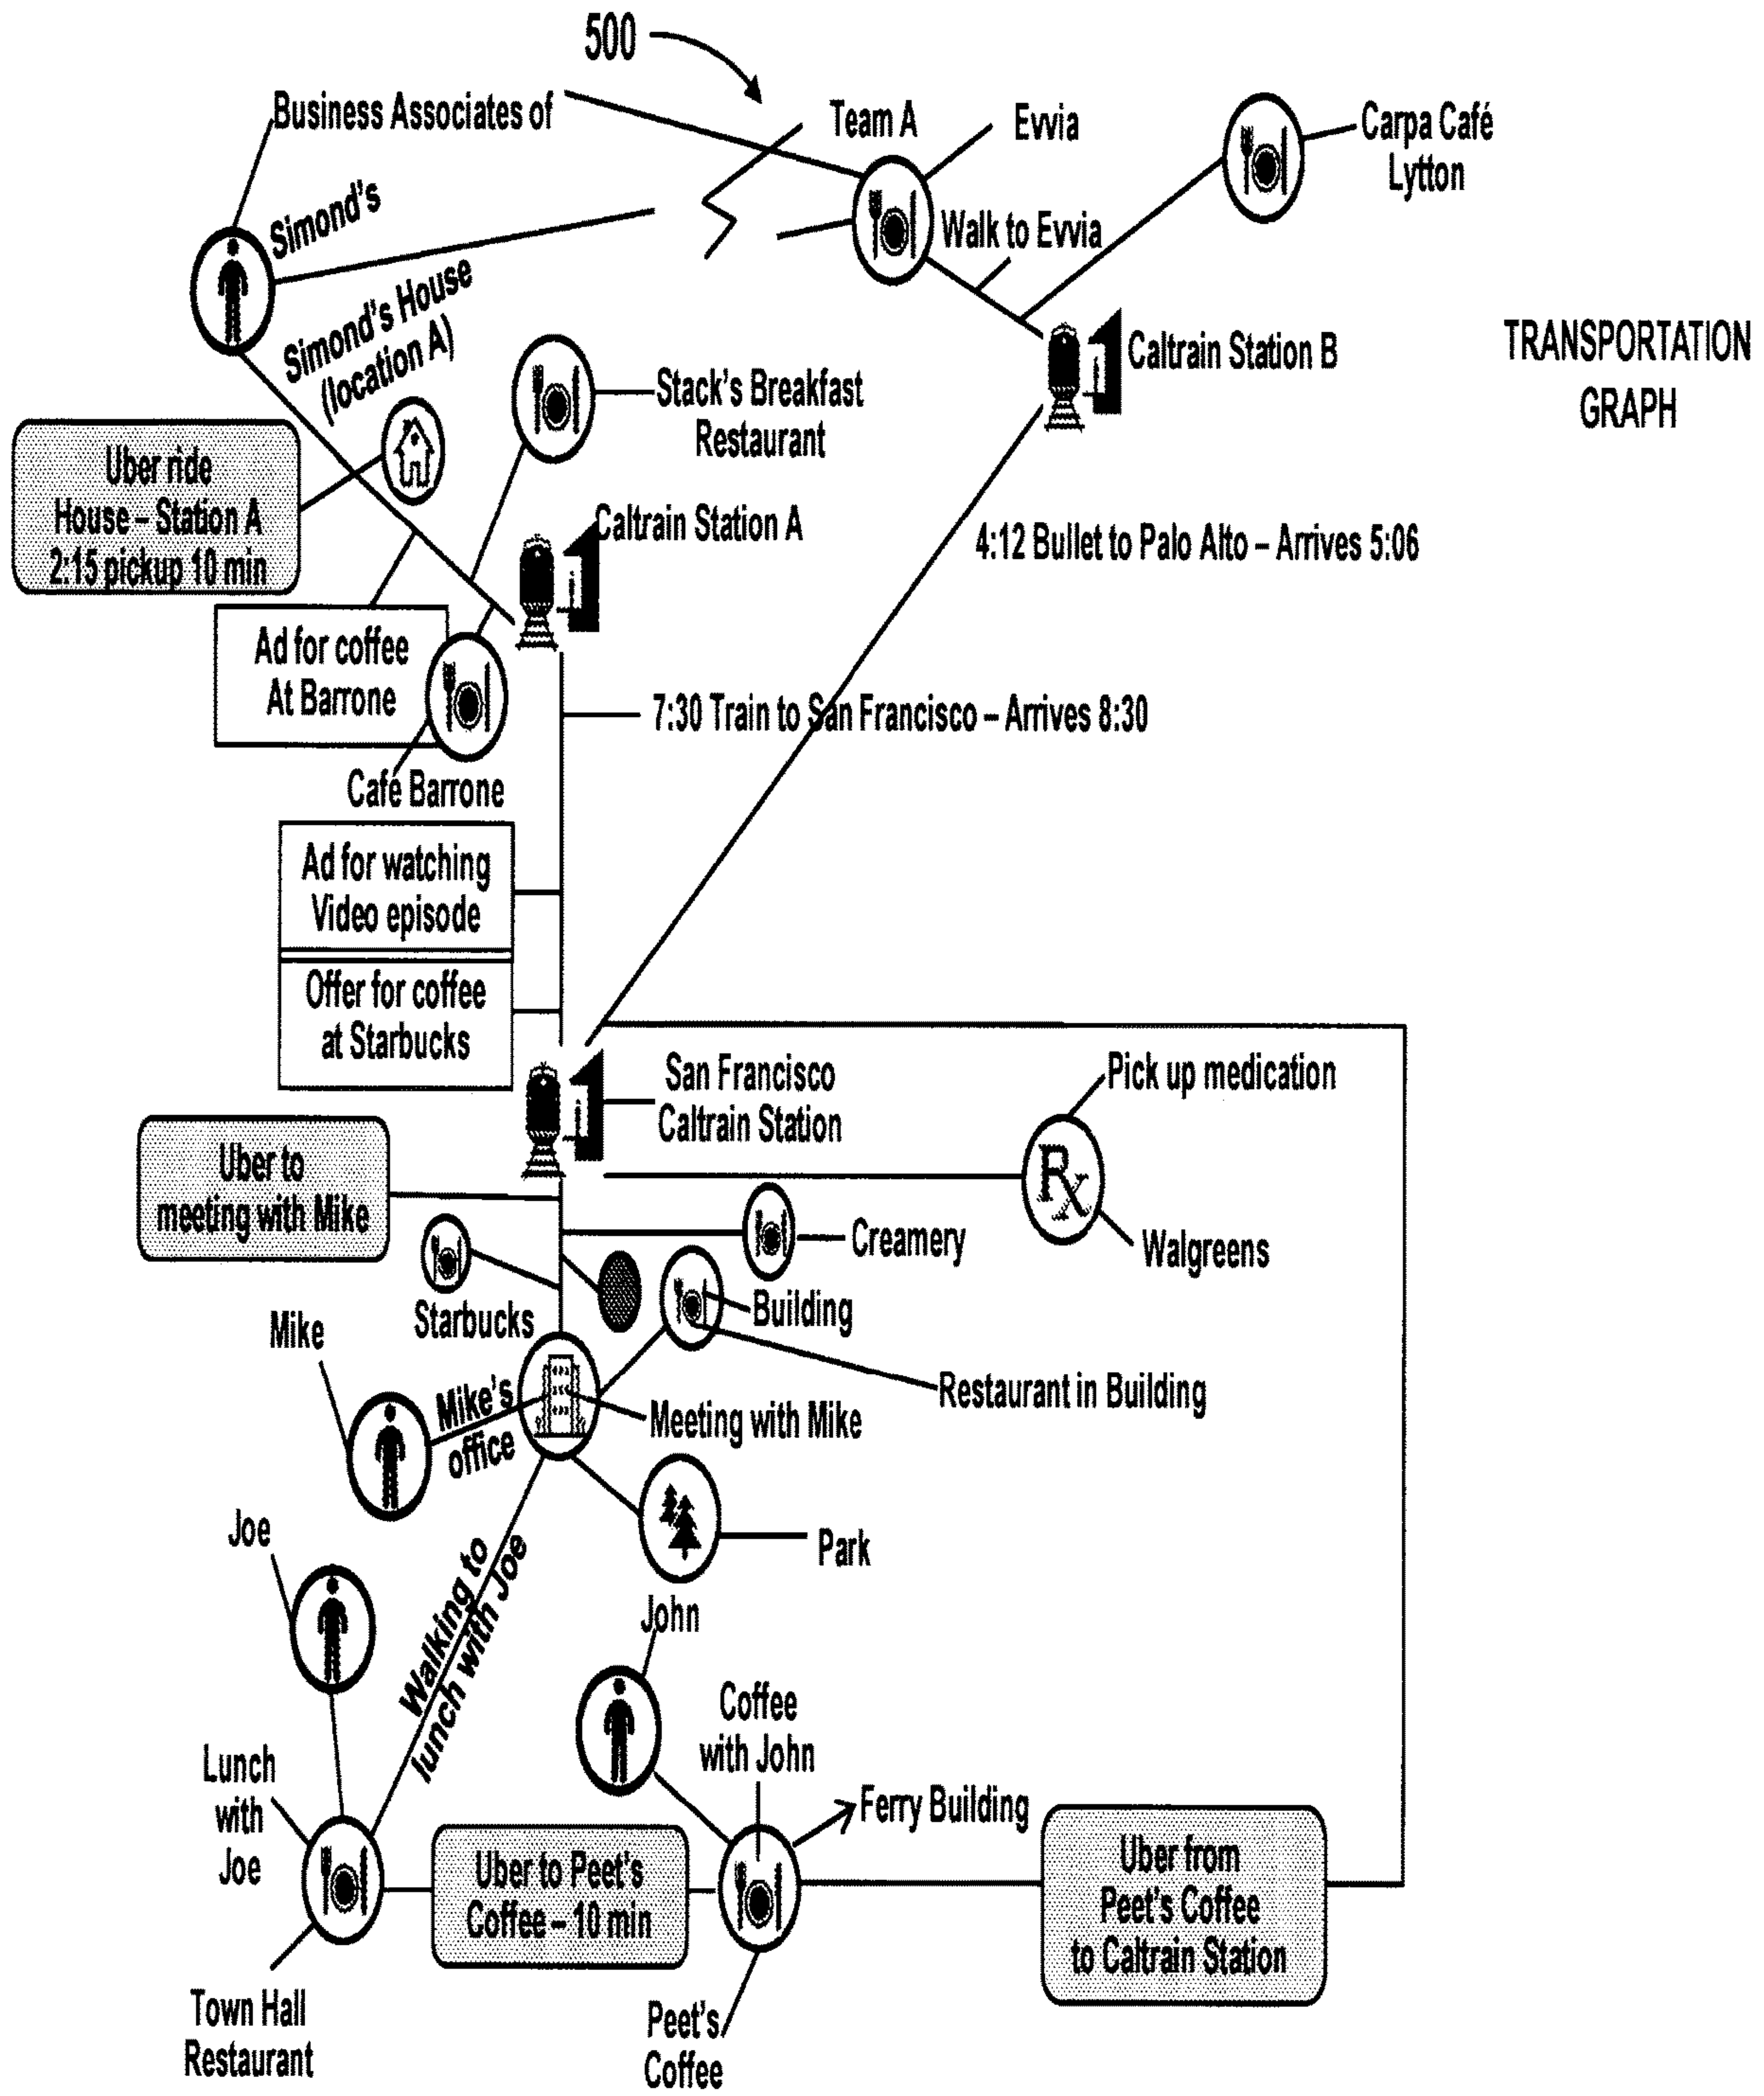 500
Business Associates of
Team A
Evvia
Carpa Café
Lytton
Simond's
Walk to Evvia
Simond's House
(location A)
Caltrain Station B
TRANSPORTATION
GRAPH
Stack's Breakfast
Restaurant
Uber ride
House – Station A
2:15 pickup 10 min
Caltrain Station A
4:12 Bullet to Palo Alto – Arrives 5:06
Ad for coffee
At Barrone
7:30 Train to San Francisco – Arrives 8:30
Café Barrone
Ad for watching
Video episode
Offer for coffee
at Starbucks
San Francisco
Caltrain Station
Pick up medication
Rx
Uber to
meeting with Mike
Creamery
Walgreens
Starbucks
Building
Mike
Restaurant in Building
Mike's
office
Meeting with Mike
Joe
Park
Walking to
lunch with Joe
John
Coffee
with John
Lunch
with
Joe
Ferry Building
Uber to Peet's
Coffee – 10 min
Uber from
Peet's Coffee
to Caltrain Station
Town Hall
Restaurant
Peet's
Coffee